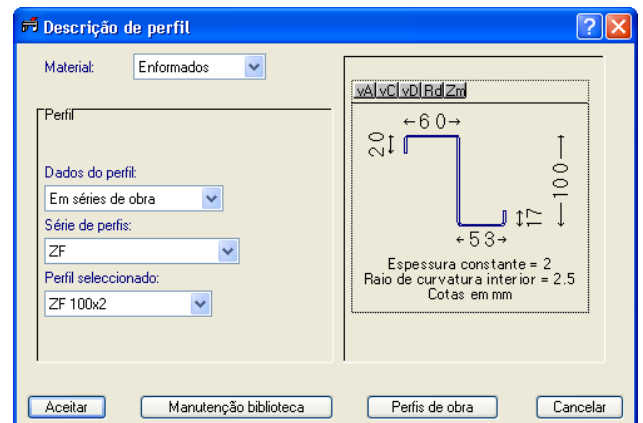 Descrição de perfil
Material: Enformados
Perfil
Dados do perfil:
Em séries de obra
Série de perfis:
ZF
Perfil seleccionado:
ZF 100x2
vA vC vD Rd Zm
60
20
100
17
53
Espessura constante = 2
Raio de curvatura interior = 2.5
Cotas em mm
Aceitar Manutenção biblioteca Perfis de obra Cancelar